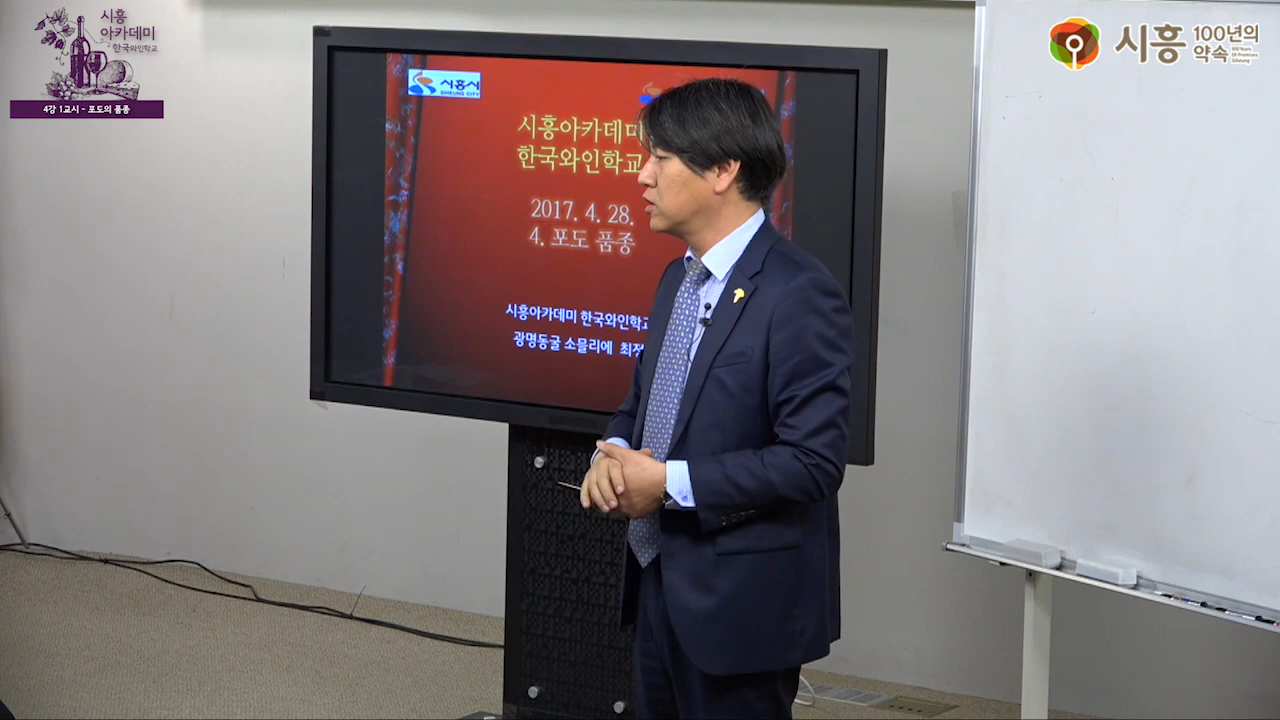 시흥
아카데미
한국와인학교
4강 1교시 - 포도의 품종
시흥
100년의
약속
시흥시
SIHEUNG CITY
시흥아카데미
한국와인학교
2017. 4. 28.
4. 포도 품종
시흥아카데미 한국와인학교
광명동굴 소믈리에